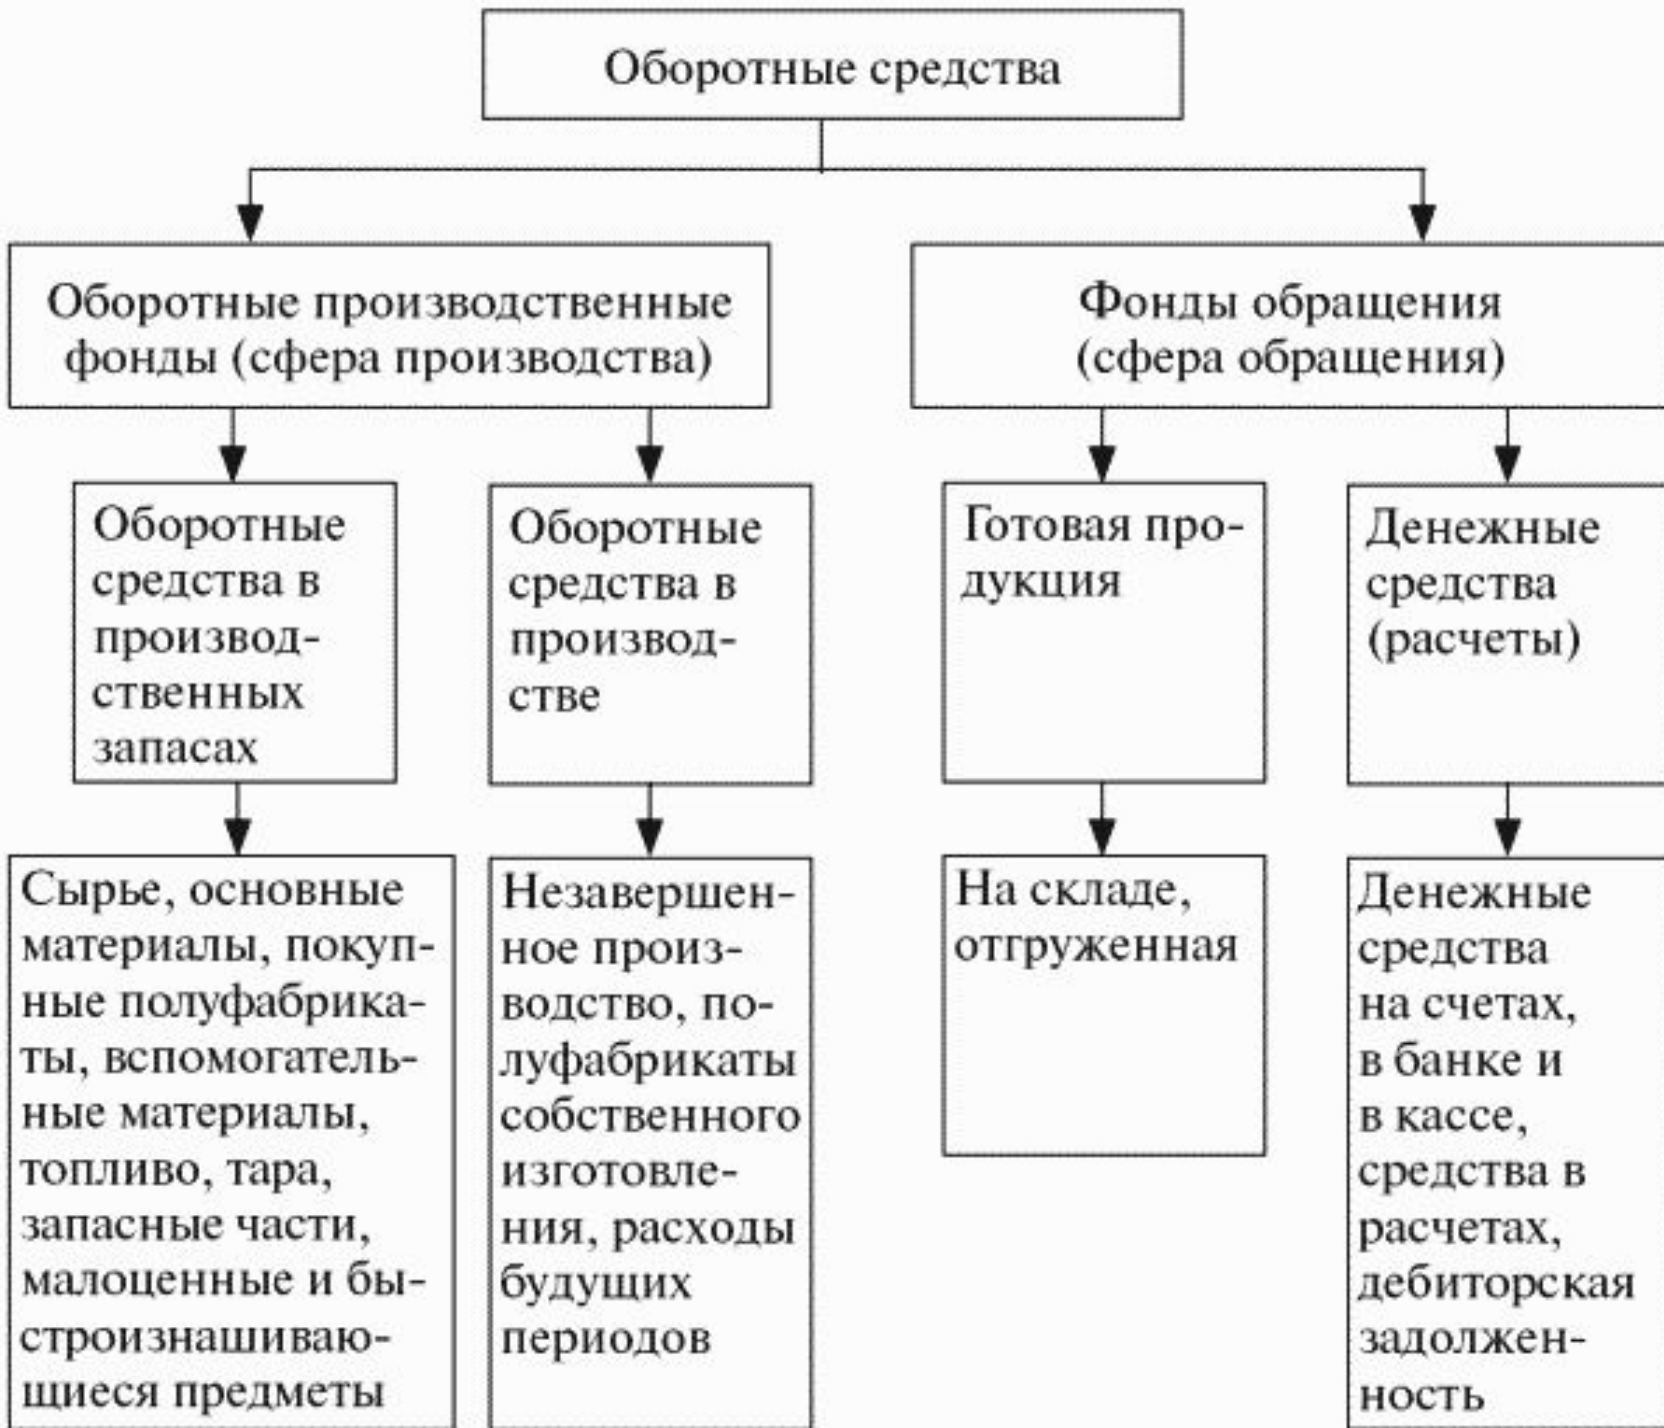 Оборотные средства
Оборотные производственные
фонды (сфера производства)
Фонды обращения
(сфера обращения)
Оборотные
средства в
производ-
ственных
запасах
Оборотные
средства в
производ-
стве
Готовая про-
дукция
Денежные
средства
(расчеты)
Сырье, основные
материалы, покуп-
ные полуфабрика-
ты, вспомогатель-
ные материалы,
топливо, тара,
запасные части,
малоценные и бы-
строизнашиваю-
щиеся предметы
Незавершен-
ное произ-
водство, по-
луфабрикаты
собственного
изготовле-
ния, расходы
будущих
периодов
На складе,
отгруженная
Денежные
средства
на счетах,
в банке и
в кассе,
средства в
расчетах,
дебиторская
задолжен-
ность